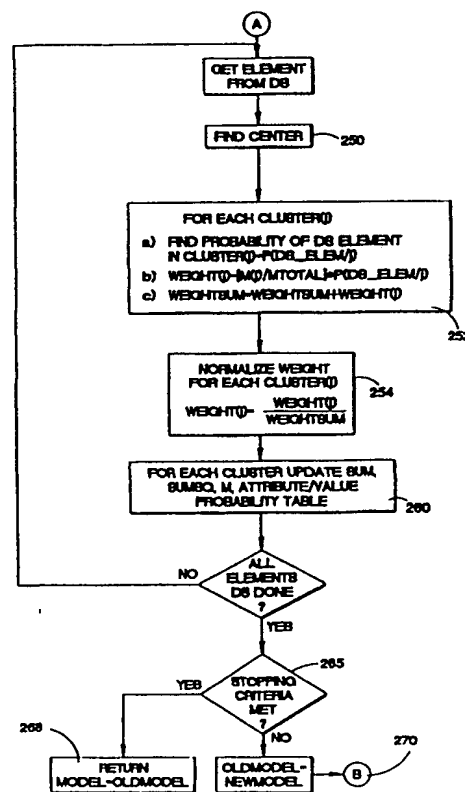 A
GET ELEMENT
FROM DS
FIND CENTER
250
FOR EACH CLUSTER(J)
a) FIND PROBABILITY OF DS ELEMENT
IN CLUSTER(J)=P(DS_ELEM/J)
b) WEIGHT(J)=[M(J)/MTOTAL]*P(DS_ELEM/J)
c) WEIGHTSUM=WEIGHTSUM+WEIGHT(J)
252
NORMALIZE WEIGHT
FOR EACH CLUSTER(J)
WEIGHT(J)= WEIGHT(J)
WEIGHTSUM
254
FOR EACH CLUSTER UPDATE SUM,
SUMSQ, M, ATTRIBUTE/VALUE
PROBABILITY TABLE
260
ALL
ELEMENTS
DS DONE
?
NO
YES
265
STOPPING
CRITERIA
MET
?
YES
NO
268
RETURN
MODEL=OLDMODEL
OLDMODEL=
NEWMODEL
B
270